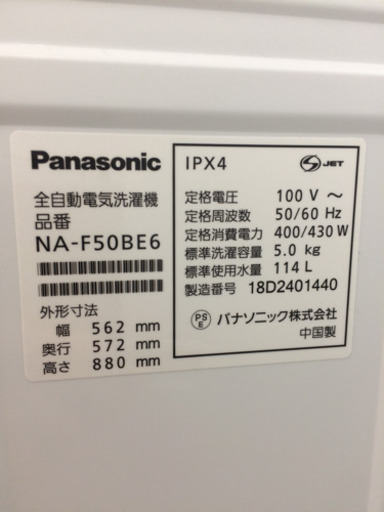 Panasonic
全自動電気洗濯機
品番
NA-F50BE6
外形寸法
幅 562 mm
奥行 572 mm
高さ 880 mm
IPX4
S JET
定格電圧 100 V ～
定格周波数 50/60 Hz
定格消費電力 400/430 W
標準洗濯容量 5.0 kg
標準使用水量 114 L
製造番号 18D2401440
PS E パナソニック株式会社
中国製